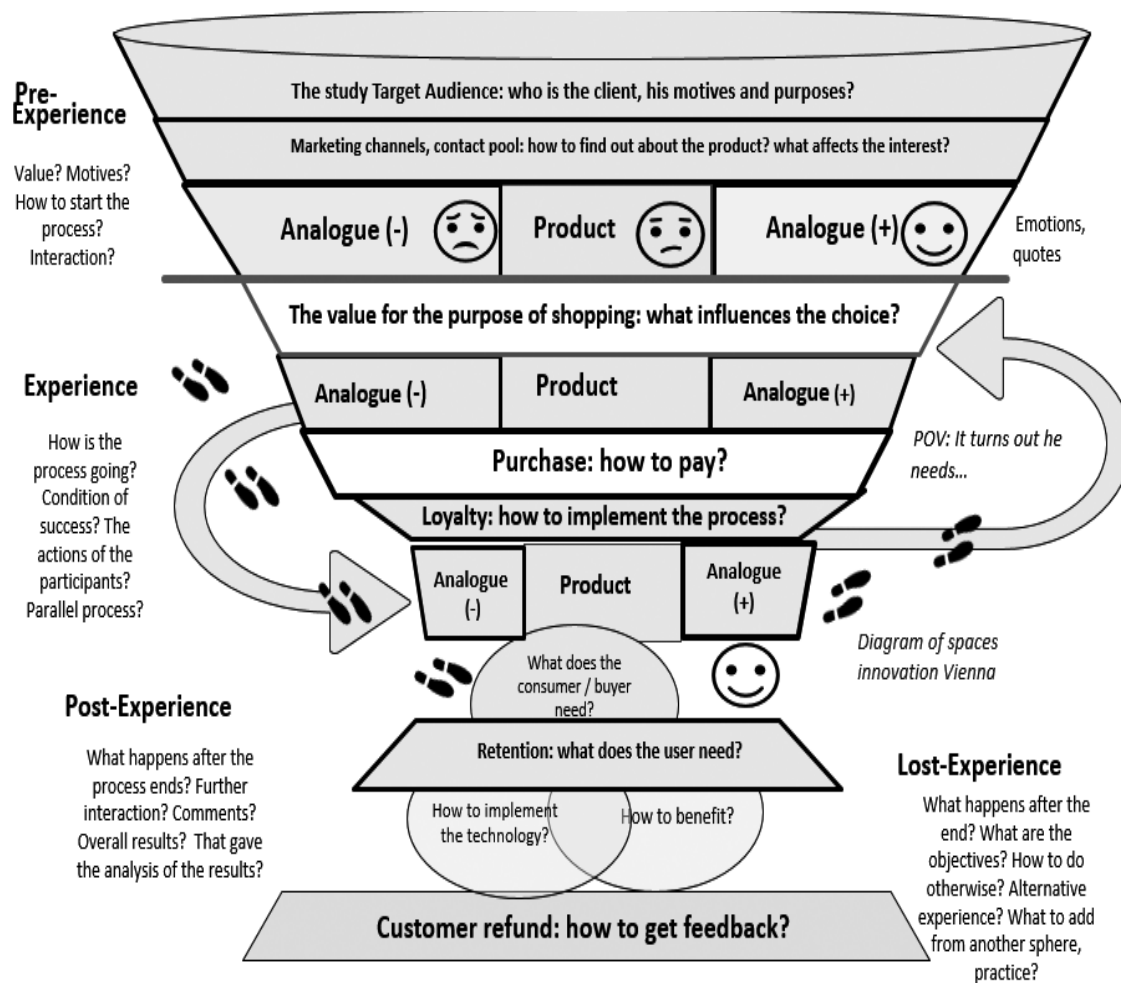 The study Target Audience: who is the client, his motives and purposes?
Pre-
Experience
Marketing channels, contact pool: how to find out about the product? what affects the interest?
Value? Motives?
How to start the
process?
Interaction?
Analogue (-)
Product
Analogue (+)
Emotions,
quotes
The value for the purpose of shopping: what influences the choice?
Experience
Analogue (-)
Product
Analogue (+)
How is the
process going?
Condition of
success? The
actions of the
participants?
Parallel process?
Purchase: how to pay?
POV: It turns out he
needs...
Loyalty: how to implement the process?
Analogue
(-)
Product
Analogue
(+)
Diagram of spaces
innovation Vienna
What does the
consumer / buyer
need?
Post-Experience
What happens after the
process ends? Further
interaction? Comments?
Overall results? That gave
the analysis of the results?
Retention: what does the user need?
Lost-Experience
What happens after the
end? What are the
objectives? How to do
otherwise? Alternative
experience? What to add
from another sphere,
practice?
How to implement
the technology?
How to benefit?
Customer refund: how to get feedback?